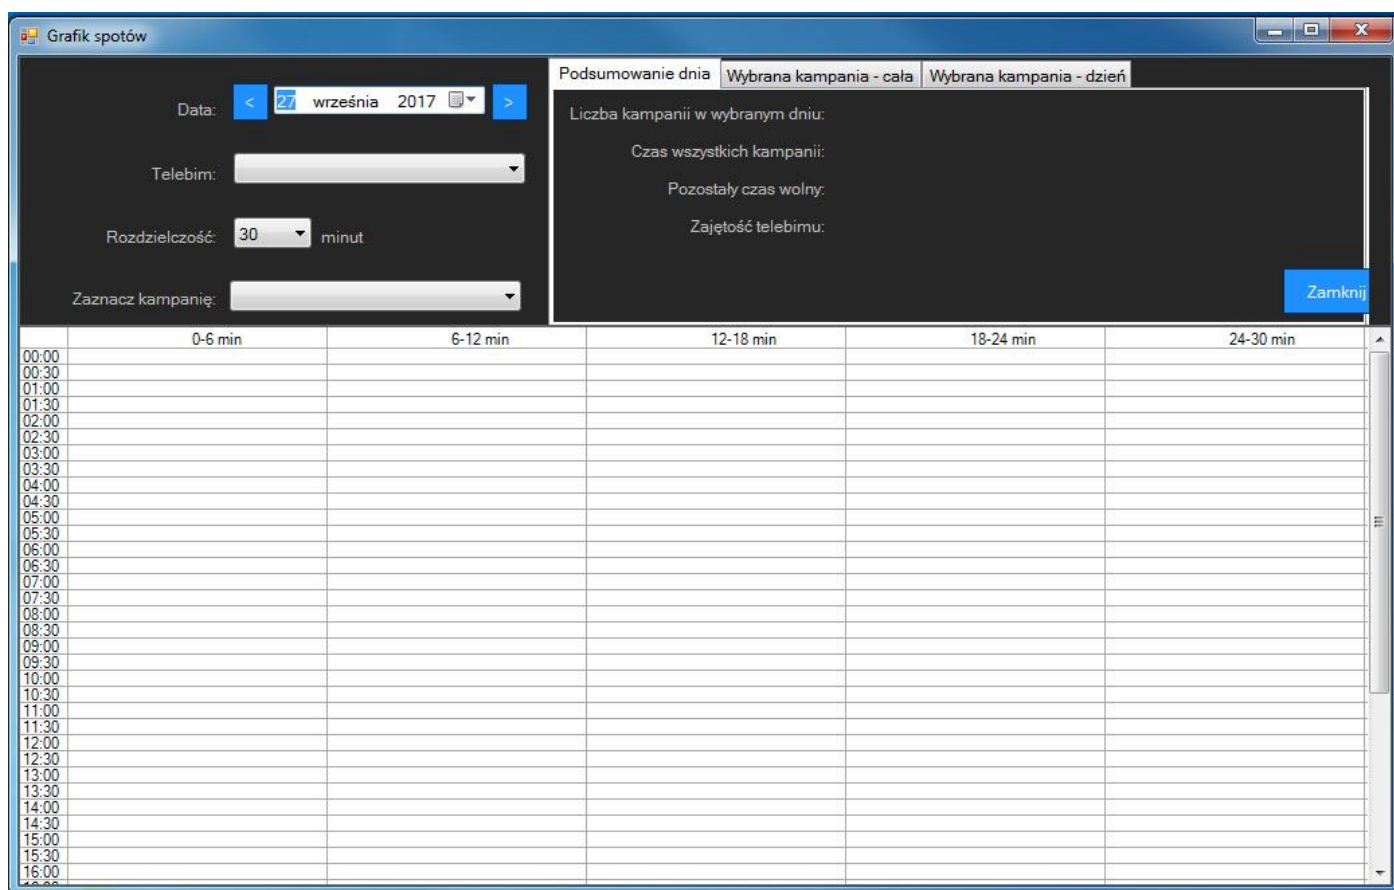 Grafik spotów
Data: < 27 września 2017 >
Telebim:
Rozdzielczość: 30 minut
Zaznacz kampanię:
Podsumowanie dnia Wybrana kampania - cała Wybrana kampania - dzień
Liczba kampanii w wybranym dniu:
Czas wszystkich kampanii:
Pozostały czas wolny:
Zajętość telebimu:
Zamknij
0-6 min 6-12 min 12-18 min 18-24 min 24-30 min
00:00
00:30
01:00
01:30
02:00
02:30
03:00
03:30
04:00
04:30
05:00
05:30
06:00
06:30
07:00
07:30
08:00
08:30
09:00
09:30
10:00
10:30
11:00
11:30
12:00
12:30
13:00
13:30
14:00
14:30
15:00
15:30
16:00